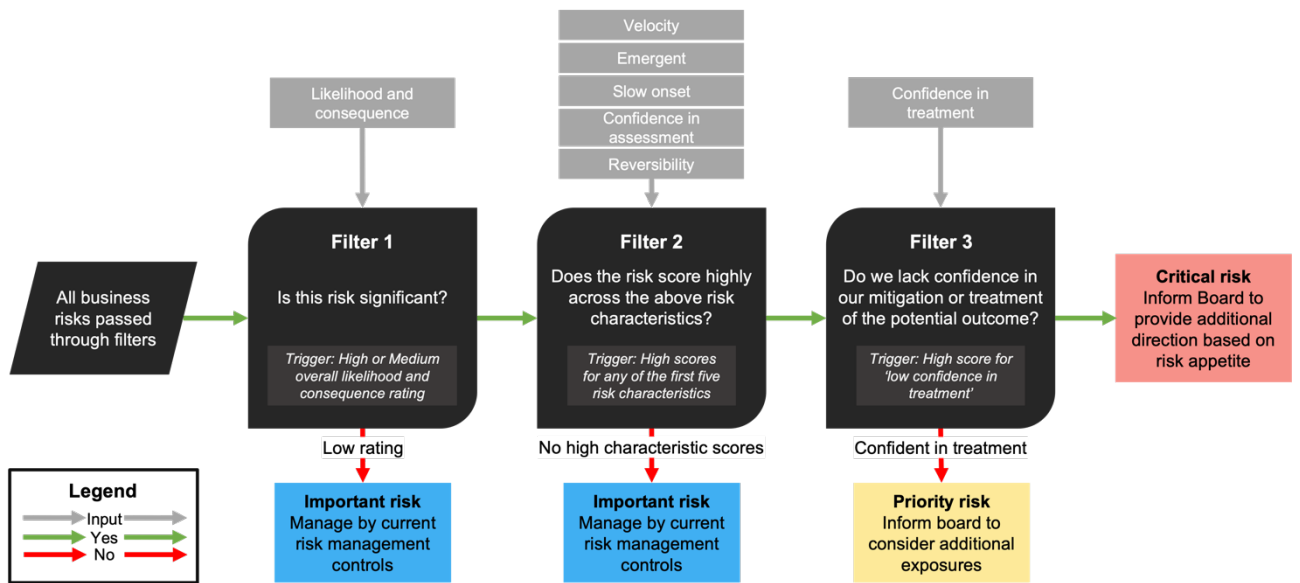 Velocity
Emergent
Slow onset
Confidence in
assessment
Reversibility
Likelihood and
consequence
Confidence in
treatment
All business
risks passed
through filters
Filter 1
Is this risk significant?
Trigger: High or Medium
overall likelihood and
consequence rating
Filter 2
Does the risk score highly
across the above risk
characteristics?
Trigger: High scores
for any of the first five
risk characteristics
Filter 3
Do we lack confidence in
our mitigation or treatment
of the potential outcome?
Trigger: High score for
‘low confidence in
treatment’
Critical risk
Inform Board to
provide additional
direction based on
risk appetite
Low rating
No high characteristic scores
Confident in treatment
Important risk
Manage by current
risk management
controls
Important risk
Manage by current
risk management
controls
Priority risk
Inform board to
consider additional
exposures
Legend
Input
Yes
No